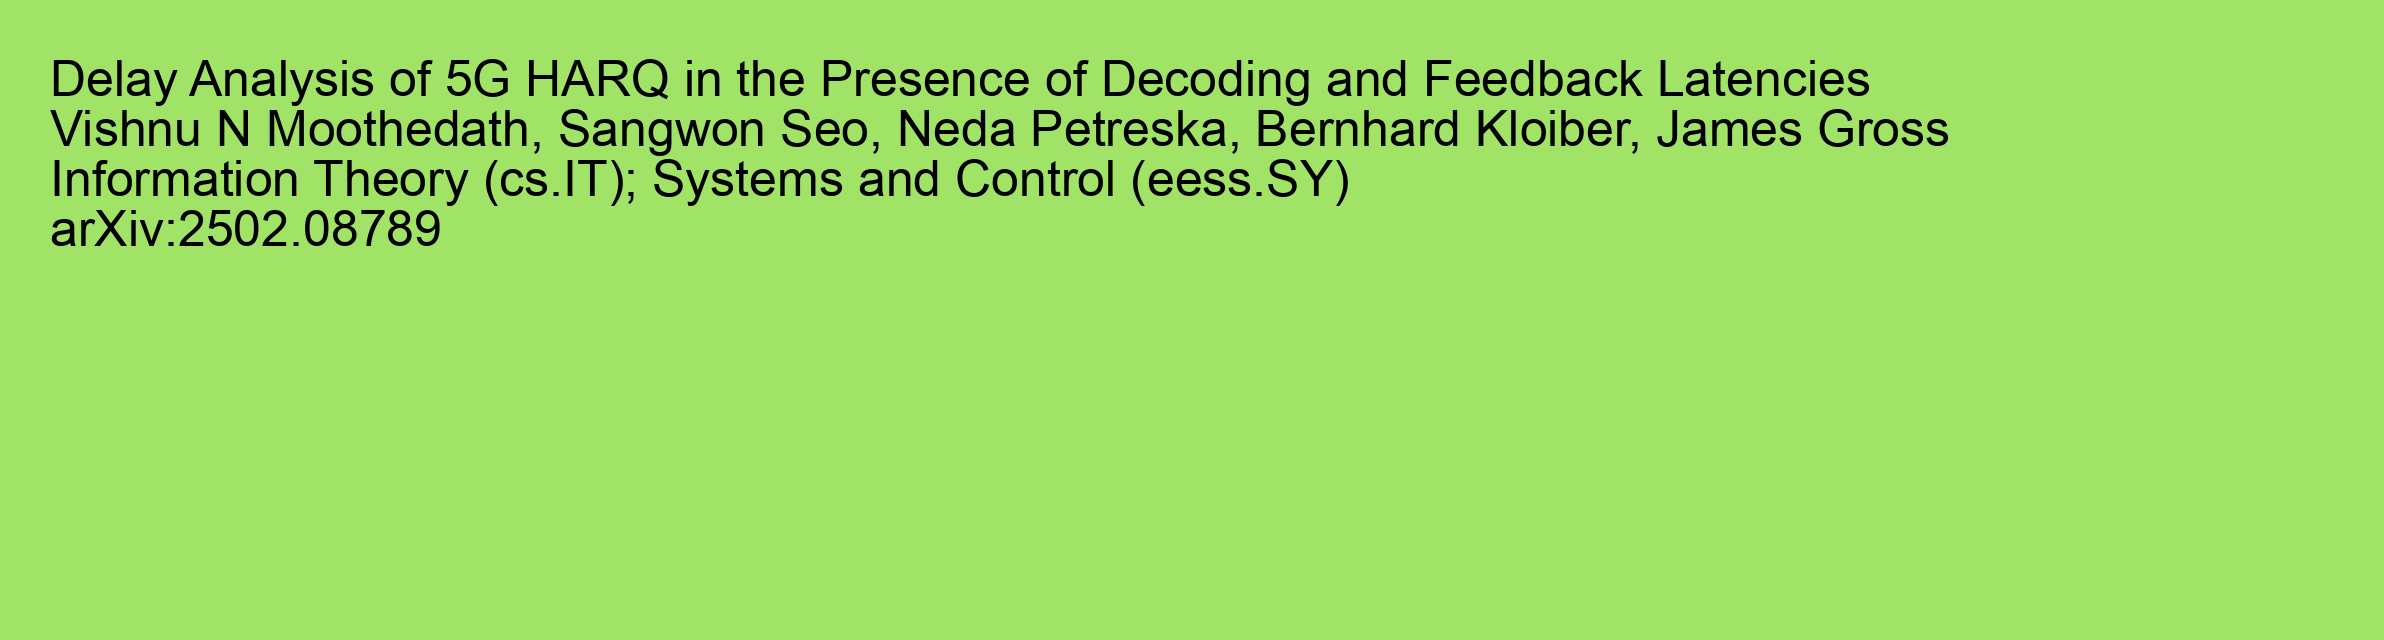 Delay Analysis of 5G HARQ in the Presence of Decoding and Feedback Latencies
Vishnu N Moothedath, Sangwon Seo, Neda Petreska, Bernhard Kloiber, James Gross
Information Theory (cs.IT); Systems and Control (eess.SY)
arXiv:2502.08789